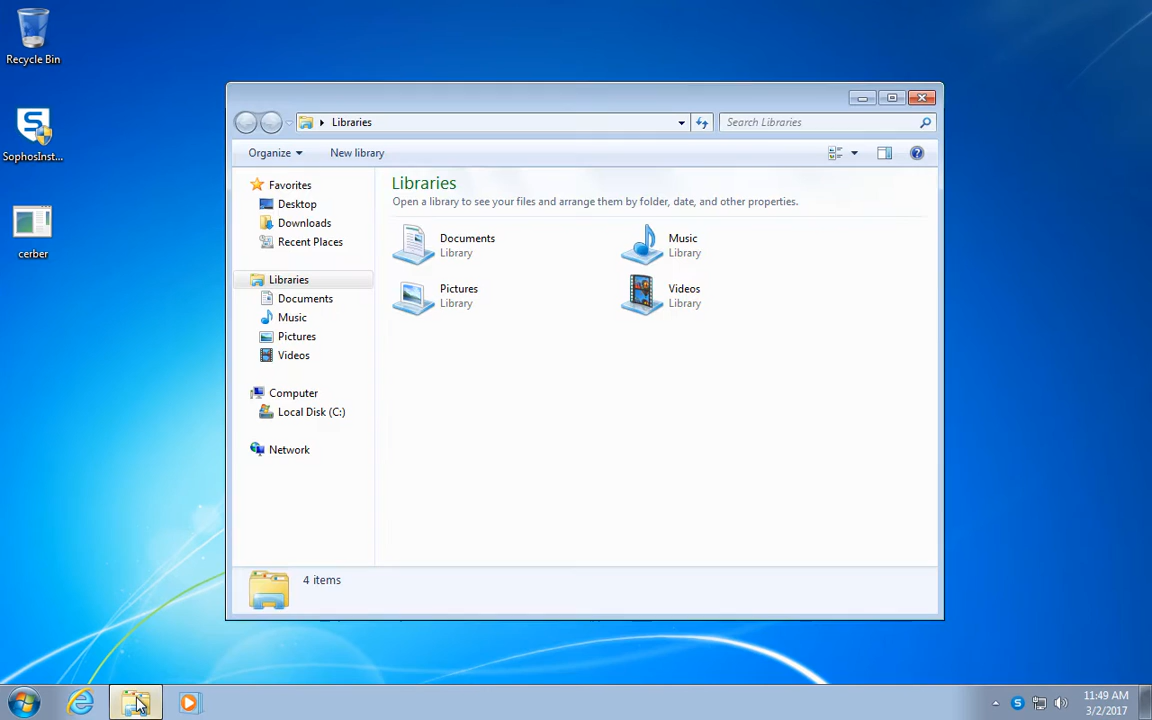 Recycle Bin
SophosInst...
cerber
Libraries
Search Libraries
Organize
New library
Favorites
Desktop
Downloads
Recent Places
Libraries
Documents
Music
Pictures
Videos
Computer
Local Disk (C:)
Network
Libraries
Open a library to see your files and arrange them by folder, date, and other properties.
Documents
Library
Music
Library
Pictures
Library
Videos
Library
4 items
11:49 AM
3/2/2017